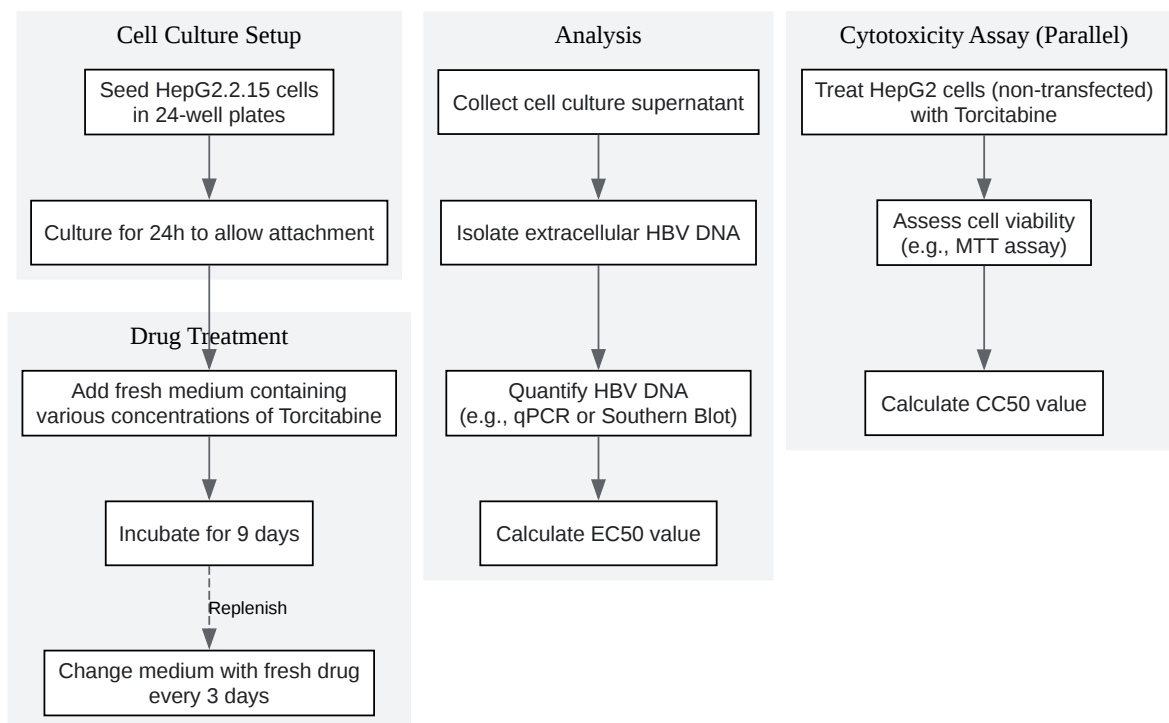 Cell Culture Setup
Seed HepG2.2.15 cells
in 24-well plates
Culture for 24h to allow attachment
Drug Treatment
Add fresh medium containing
various concentrations of Torcitabine
Incubate for 9 days
Replenish
Change medium with fresh drug
every 3 days
Analysis
Collect cell culture supernatant
Isolate extracellular HBV DNA
Quantify HBV DNA
(e.g., qPCR or Southern Blot)
Calculate EC50 value
Cytotoxicity Assay (Parallel)
Treat HepG2 cells (non-transfected)
with Torcitabine
Assess cell viability
(e.g., MTT assay)
Calculate CC50 value